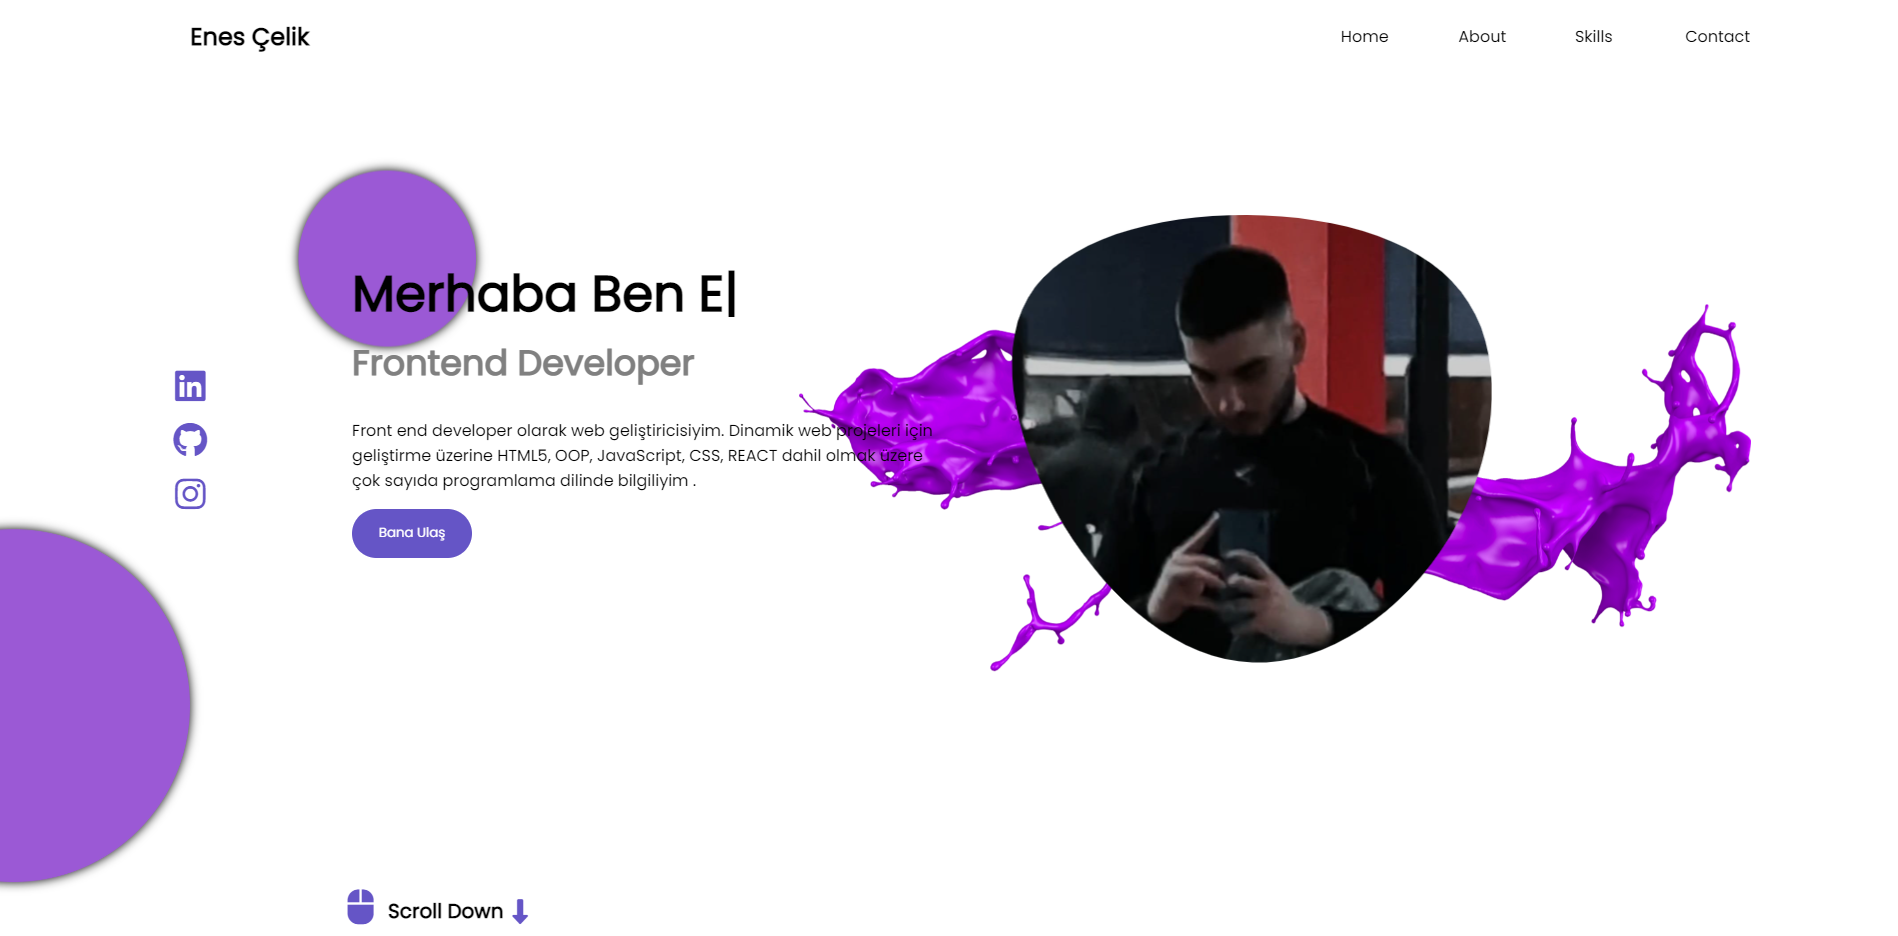 Enes Çelik
Home
About
Skills
Contact
Merhaba Ben E|
Frontend Developer
Front end developer olarak web geliştiricisiyim. Dinamik web projeleri için
geliştirme üzerine HTML5, OOP, JavaScript, CSS, REACT dahil olmak üzere
çok sayıda programlama dilinde bilgiliyim .
Bana Ulaş
Scroll Down